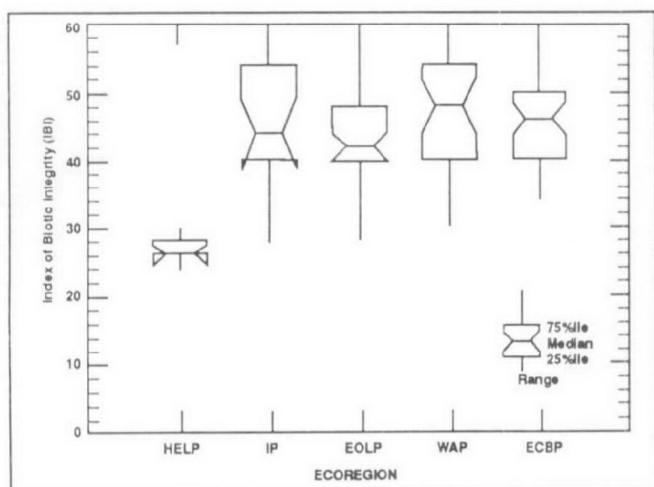 60
50
40
30
20
10
0
Index of Biotic Integrity (IBI)
75%ile
Median
25%ile
Range
HELP IP EOLP WAP ECBP
ECOREGION